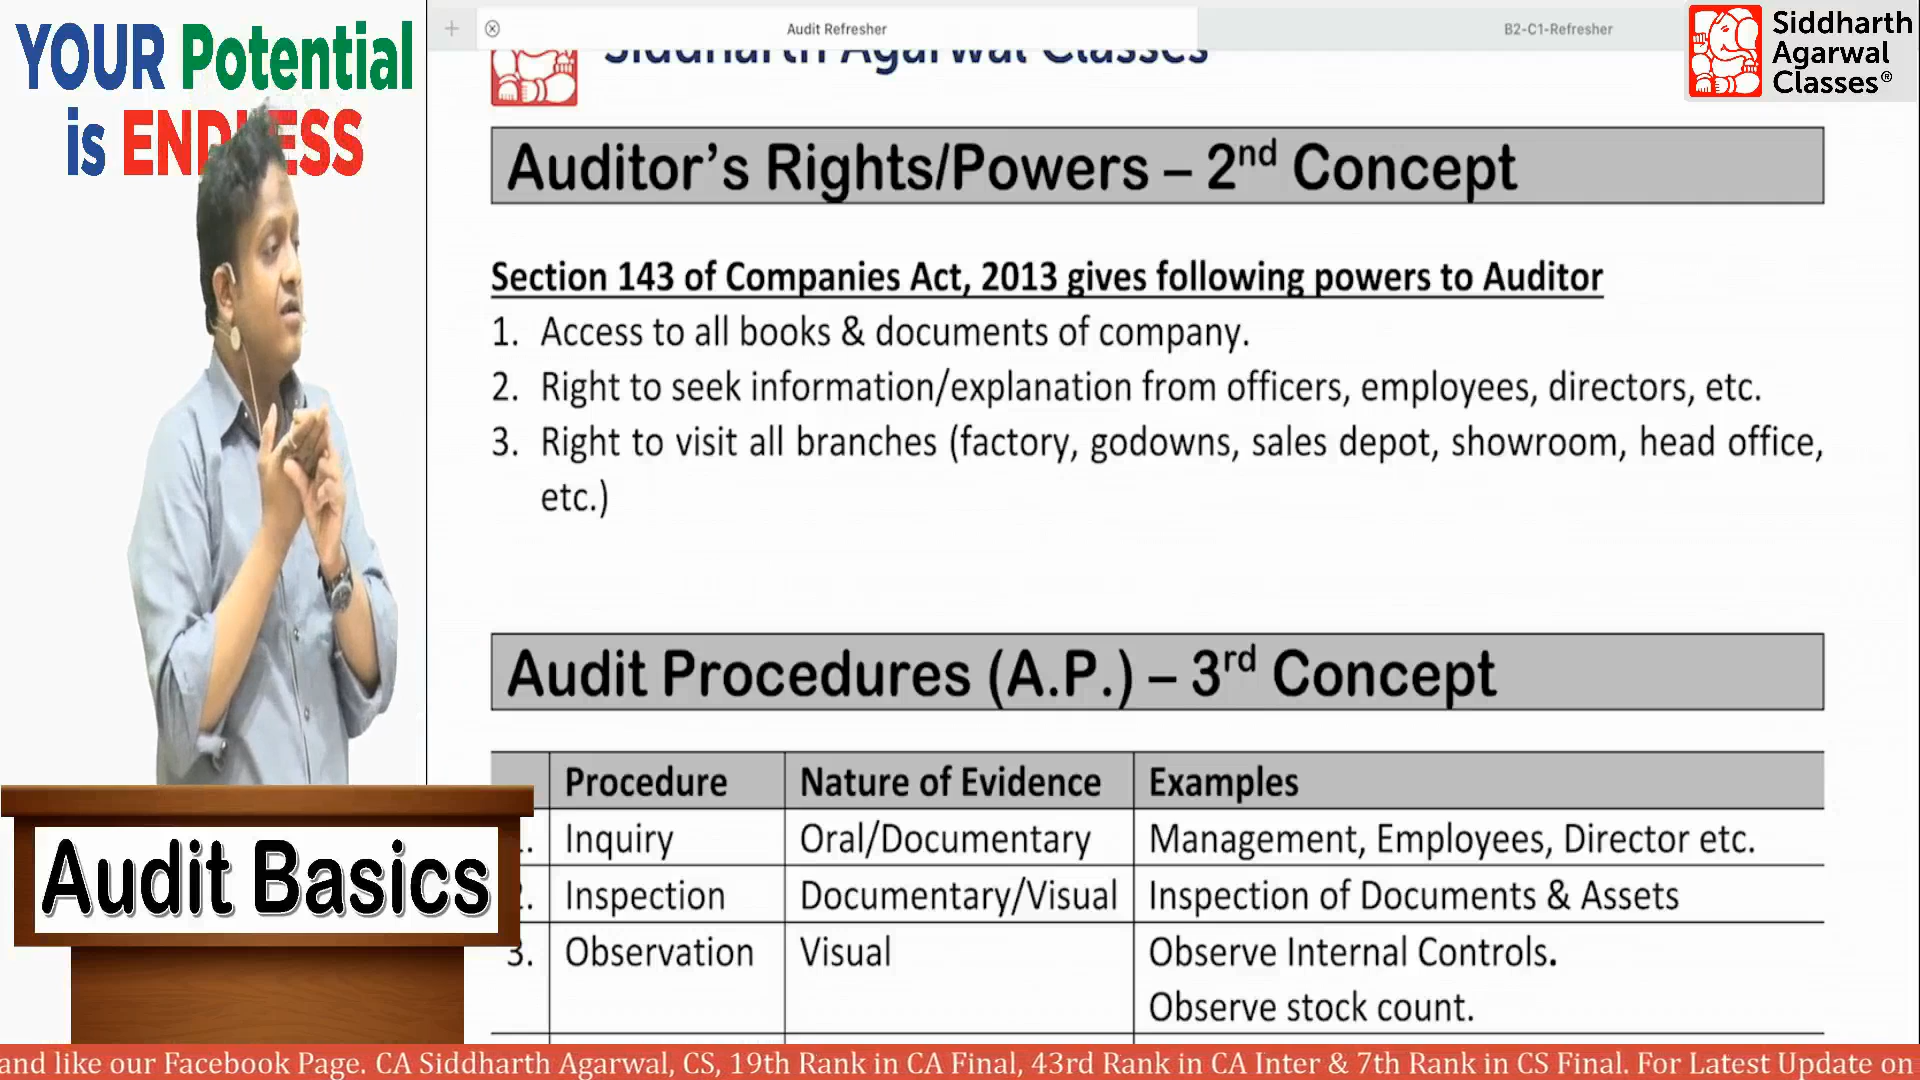 YOUR Potential
is ENDLESS
Audit Refresher
B2-C1-Refresher
Siddharth
Agarwal
Classes®
Siddharth Agarwal Classes
Auditor's Rights/Powers – 2nd Concept
Section 143 of Companies Act, 2013 gives following powers to Auditor
1. Access to all books & documents of company.
2. Right to seek information/explanation from officers, employees, directors, etc.
3. Right to visit all branches (factory, godowns, sales depot, showroom, head office,
etc.)
Audit Procedures (A.P.) – 3rd Concept
Procedure Nature of Evidence Examples
. Inquiry Oral/Documentary Management, Employees, Director etc.
. Inspection Documentary/Visual Inspection of Documents & Assets
3. Observation Visual Observe Internal Controls.
Observe stock count.
Audit Basics
and like our Facebook Page. CA Siddharth Agarwal, CS, 19th Rank in CA Final, 43rd Rank in CA Inter & 7th Rank in CS Final. For Latest Update on